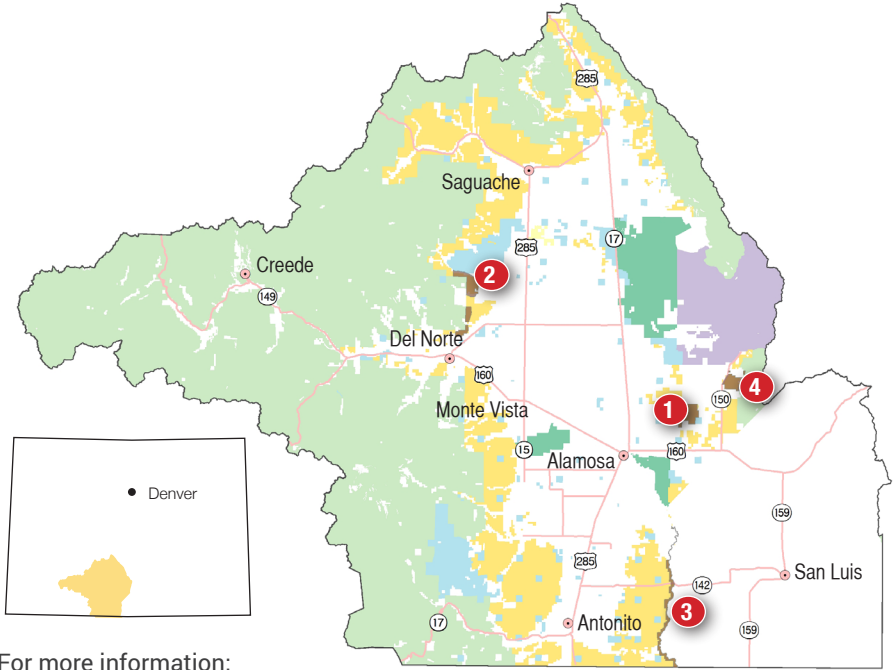 285
Saguache
285
17
2
Creede
149
Del Norte
160
4
150
1
Monte Vista
15
160
Alamosa
Denver
159
285
142
San Luis
3
17
Antonito
159
For more information: